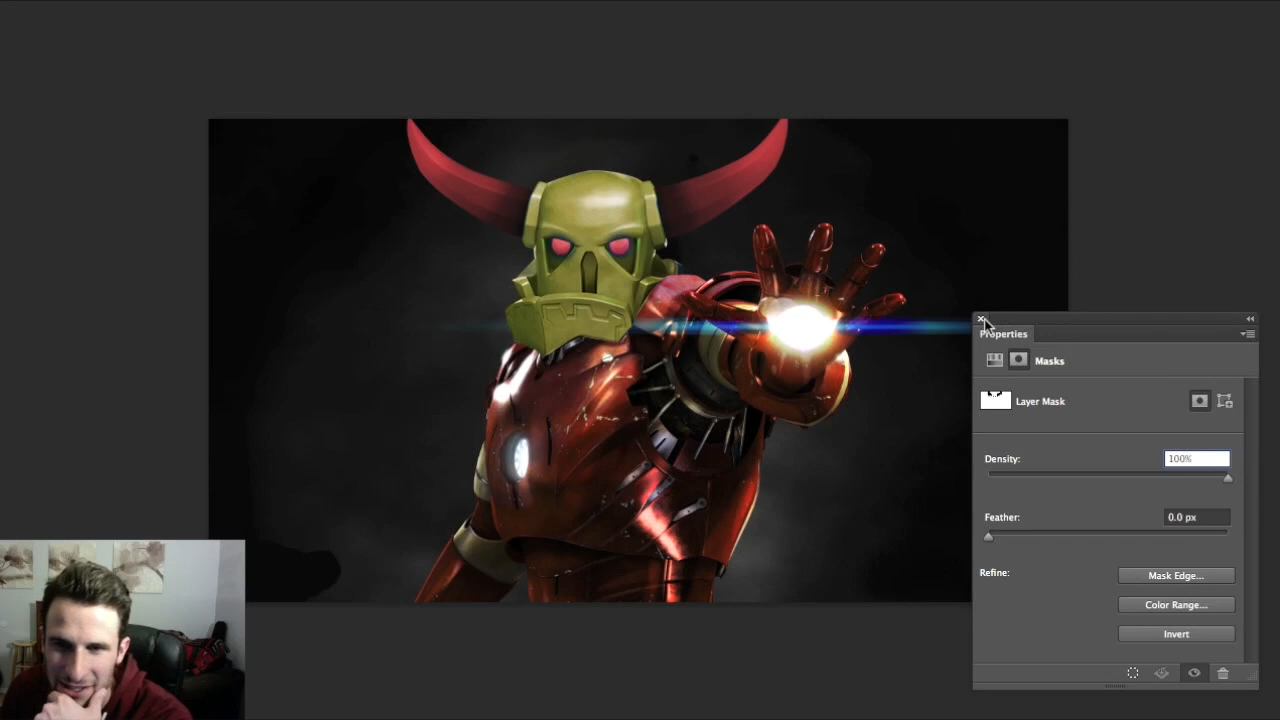 Properties
Masks
Layer Mask
Density:
100%
Feather:
0.0 px
Refine:
Mask Edge...
Color Range...
Invert